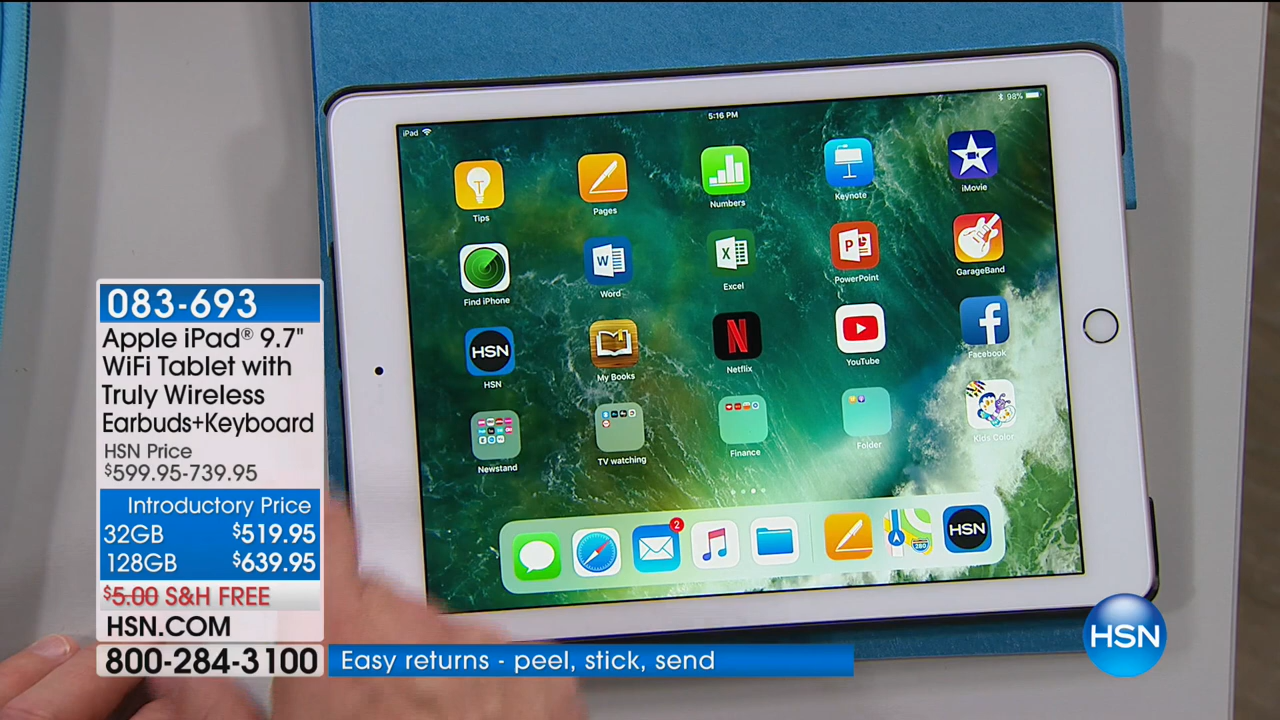 iPad
5:16 PM
98%
Tips
Pages
Numbers
Keynote
iMovie
Find iPhone
W
Word
X
Excel
P
PowerPoint
GarageBand
HSN
HSN
My Books
N
Netflix
YouTube
f
Facebook
Newstand
TV watching
Finance
Folder
Kids Color
2
280
HSN
083-693
Apple iPad® 9.7"
WiFi Tablet with
Truly Wireless
Earbuds+Keyboard
HSN Price
$599.95-739.95
Introductory Price
32GB $519.95
128GB $639.95
$5.00 S&H FREE
HSN.COM
800-284-3100
Easy returns - peel, stick, send
HSN